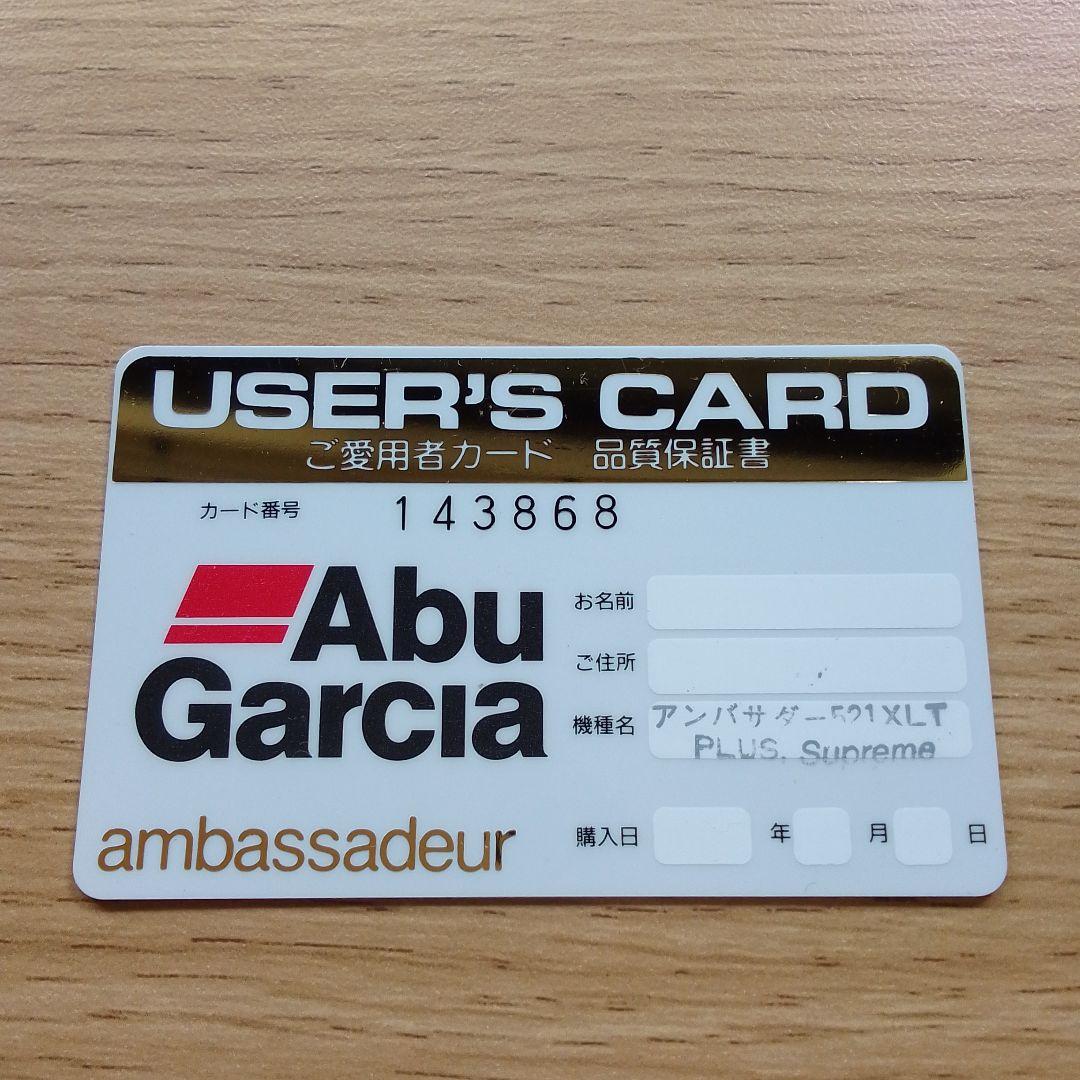 USER'S CARD
ご愛用者カード 品質保証書
カード番号 143868
Abu
Garcia
お名前
ご住所
機種名 アンバサダー521XLT
PLUS. Supreme
ambassadeur
購入日 年 月 日